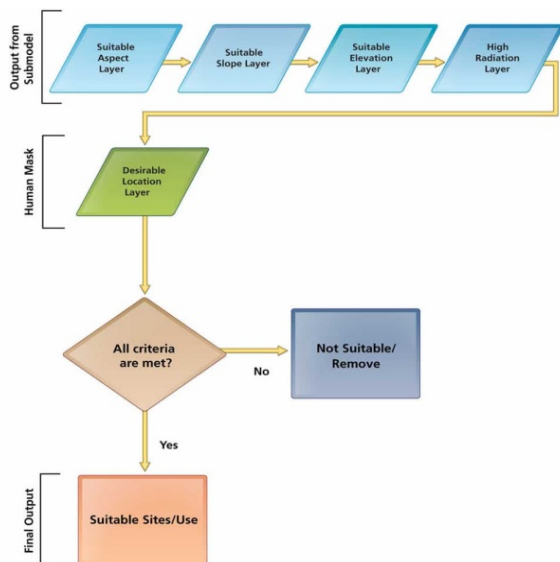 Output from
Submodel
Suitable
Aspect
Layer
Suitable
Slope Layer
Suitable
Elevation
Layer
High
Radiation
Layer
Human Mask
Desirable
Location
Layer
All criteria
are met?
No
Not Suitable/
Remove
Yes
Final Output
Suitable Sites/Use